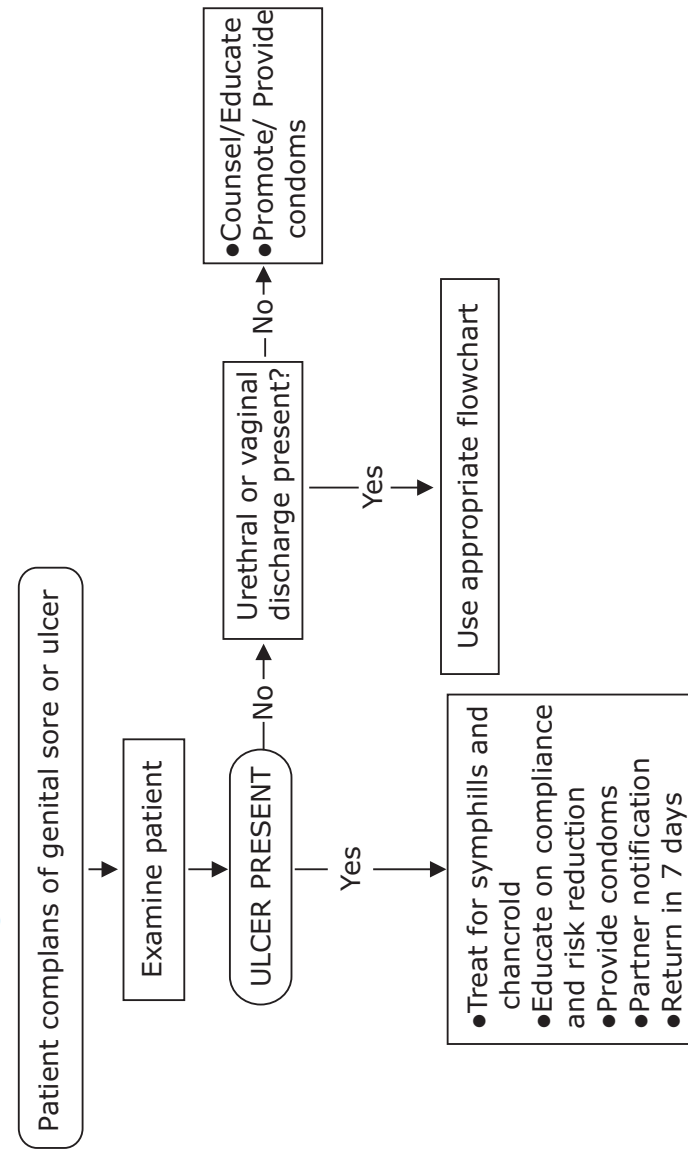 Patient complans of genital sore or ulcer
Examine patient
ULCER PRESENT
No
Urethral or vaginal
discharge present?
No
●Counsel/Educate
●Promote/ Provide
condoms
Yes
Yes
●Treat for symphills and
chancrold
●Educate on compliance
and risk reduction
●Provide condoms
●Partner notification
●Return in 7 days
Use appropriate flowchart